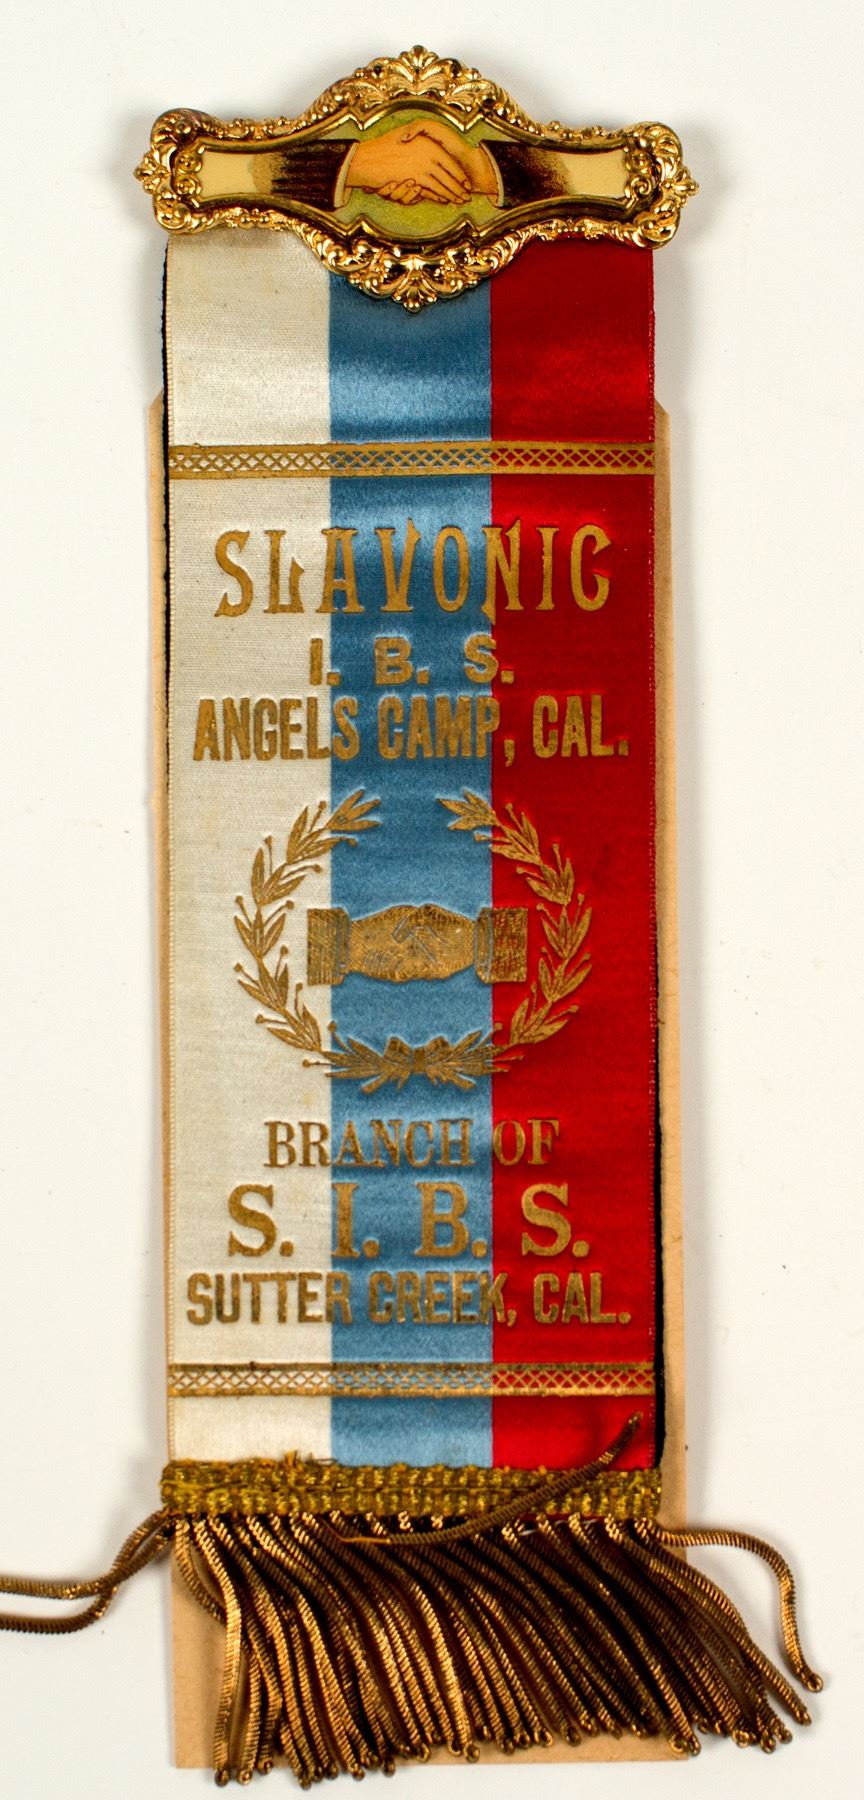 SLAVONIC
I. B. S.
ANGELS CAMP, CAL.
BRANCH OF
S. I. B. S.
SUTTER CREEK, CAL.